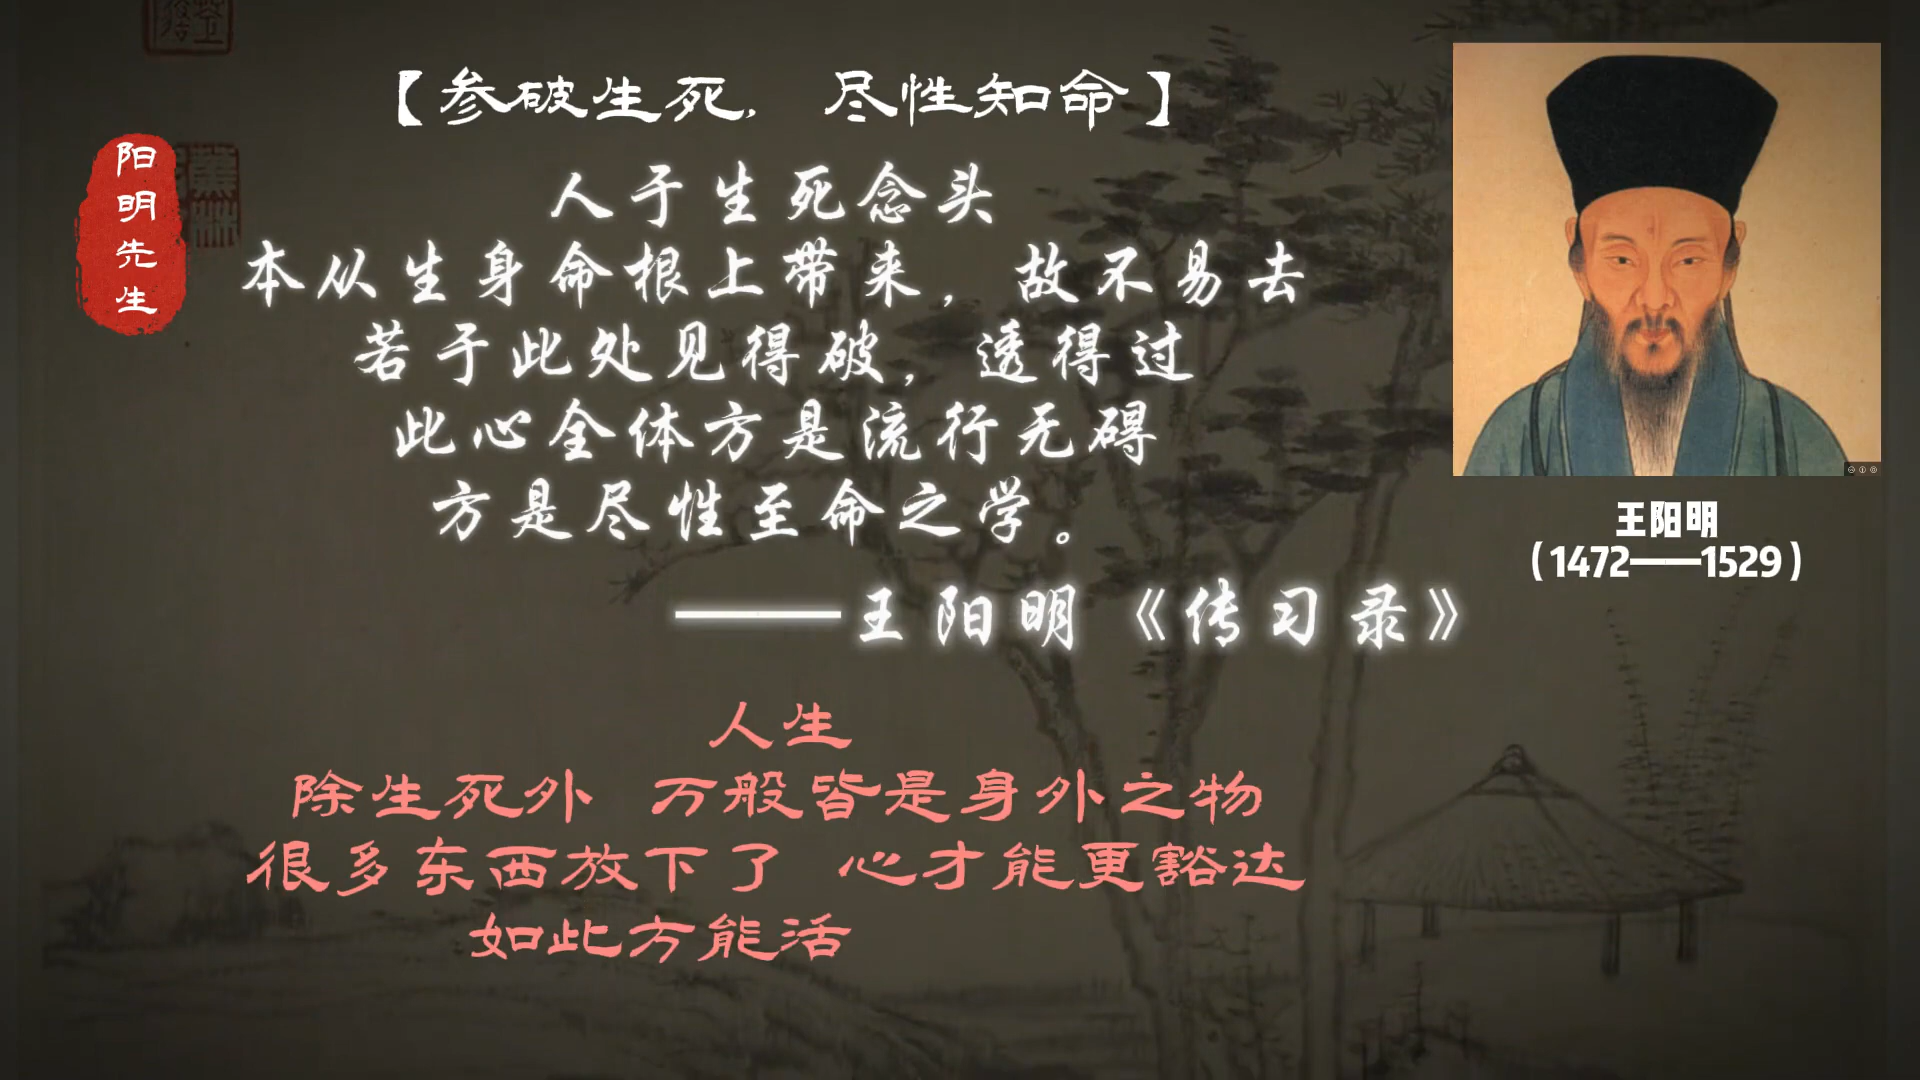 【参破生死，尽性知命】
阳明先生
人于生死念头
本从生身命根上带来，故不易去
若于此处见得破，透得过
此心全体方是流行无碍
方是尽性至命之学。
——王阳明《传习录》
王阳明
（1472——1529）
人生
除生死外 万般皆是身外之物
很多东西放下了 心才能更豁达
如此方能活